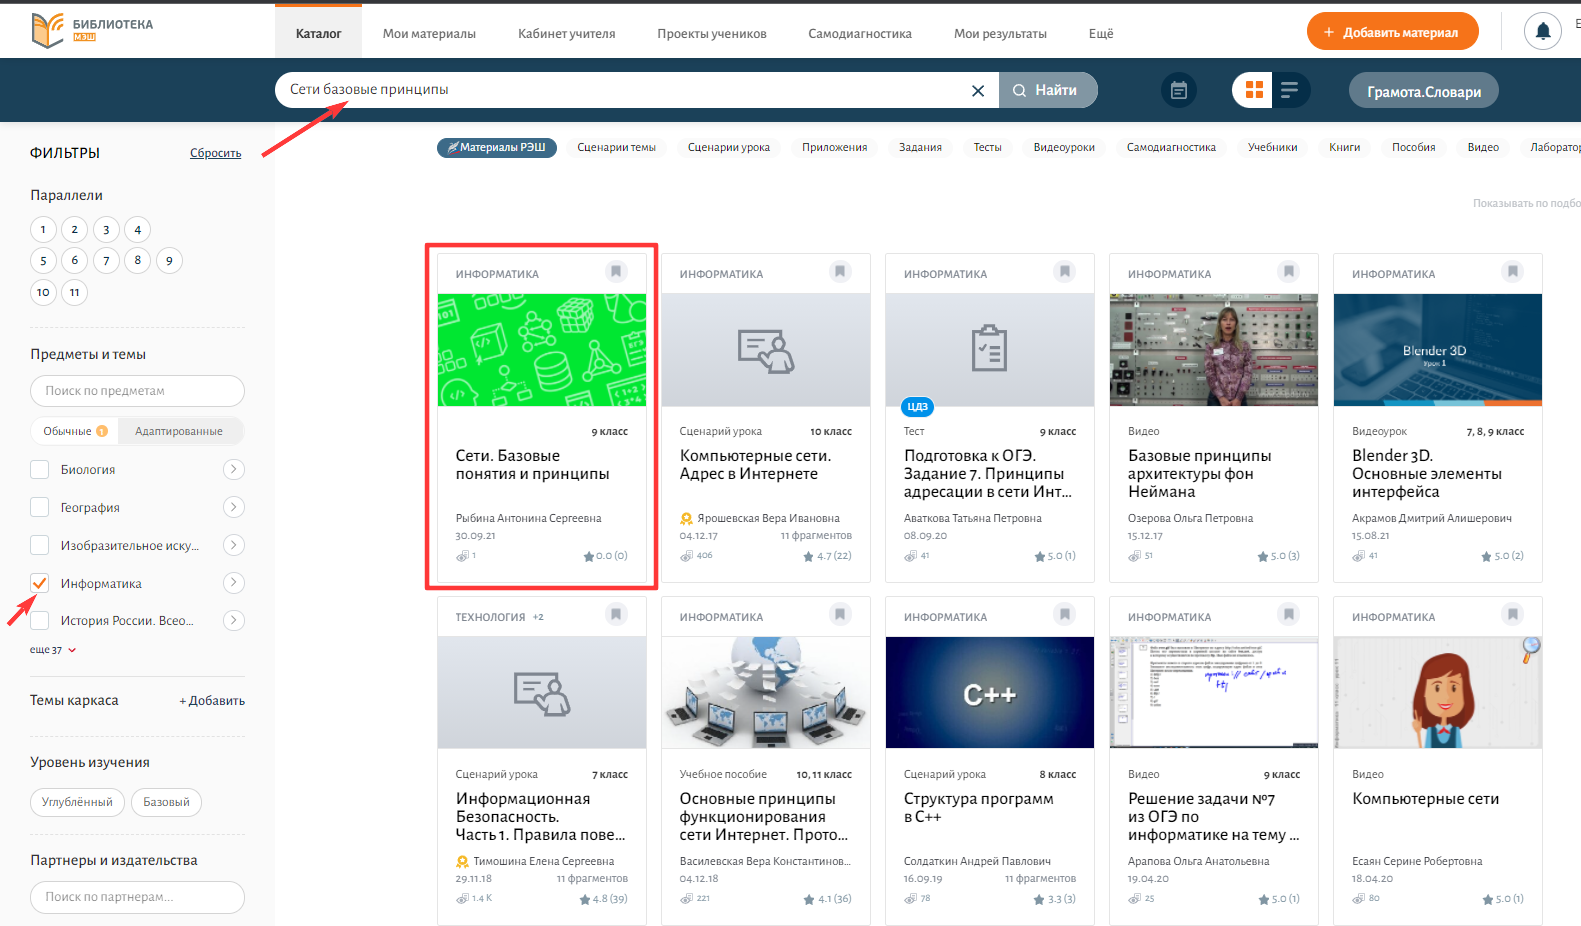 БИБЛИОТЕКА
МЭШ
Каталог
Мои материалы
Кабинет учителя
Проекты учеников
Самодиагностика
Мои результаты
Ещё
+ Добавить материал
Сети базовые принципы
Найти
Грамота.Словари
ФИЛЬТРЫ
Сбросить
Материалы РЭШ
Сценарии темы
Сценарии урока
Приложения
Задания
Тесты
Видеоуроки
Самодиагностика
Учебники
Книги
Пособия
Видео
Лаборатор
Показывать по подбо
Параллели
1 2 3 4
5 6 7 8 9
10 11
Предметы и темы
Поиск по предметам
Обычные 1
Адаптированные
Биология
География
Изобразительное иску...
Информатика
История России. Всео...
еще 37
Темы каркаса
+ Добавить
Уровень изучения
Углублённый
Базовый
Партнеры и издательства
Поиск по партнерам...
ИНФОРМАТИКА
9 класс
Сети. Базовые
понятия и принципы
Рыбина Антонина Сергеевна
30.09.21
1
0.0 (0)
ИНФОРМАТИКА
Сценарий урока
10 класс
Компьютерные сети.
Адрес в Интернете
Ярошевская Вера Ивановна
04.12.17
11 фрагментов
406
4.7 (22)
ИНФОРМАТИКА
ЦДЗ
Тест
9 класс
Подготовка к ОГЭ.
Задание 7. Принципы
адресации в сети Инт...
Аваткова Татьяна Петровна
08.09.20
41
5.0 (1)
ИНФОРМАТИКА
Видео
Базовые принципы
архитектуры фон
Неймана
Озерова Ольга Петровна
15.12.17
51
5.0 (3)
ИНФОРМАТИКА
Blender 3D
Урок 1
Видеоурок
7, 8, 9 класс
Blender 3D.
Основные элементы
интерфейса
Акрамов Дмитрий Алишерович
15.08.21
41
5.0 (2)
ТЕХНОЛОГИЯ +2
Сценарий урока
7 класс
Информационная
Безопасность.
Часть 1. Правила пове...
Тимошина Елена Сергеевна
29.11.18
11 фрагментов
1.4 K
4.8 (39)
ИНФОРМАТИКА
Учебное пособие
10, 11 класс
Основные принципы
функционирования
сети Интернет. Прото...
Василевская Вера Константинов...
04.12.18
221
4.1 (36)
ИНФОРМАТИКА
C++
Сценарий урока
8 класс
Структура программ
в C++
Солдаткин Андрей Павлович
16.09.19
11 фрагментов
78
3.3 (3)
ИНФОРМАТИКА
Видео
9 класс
Решение задачи №7
из ОГЭ по
информатике на тему ...
Арапова Ольга Анатольевна
19.04.20
25
5.0 (1)
ИНФОРМАТИКА
Видео
Компьютерные сети
Есаян Серине Робертовна
18.04.20
80
5.0 (1)